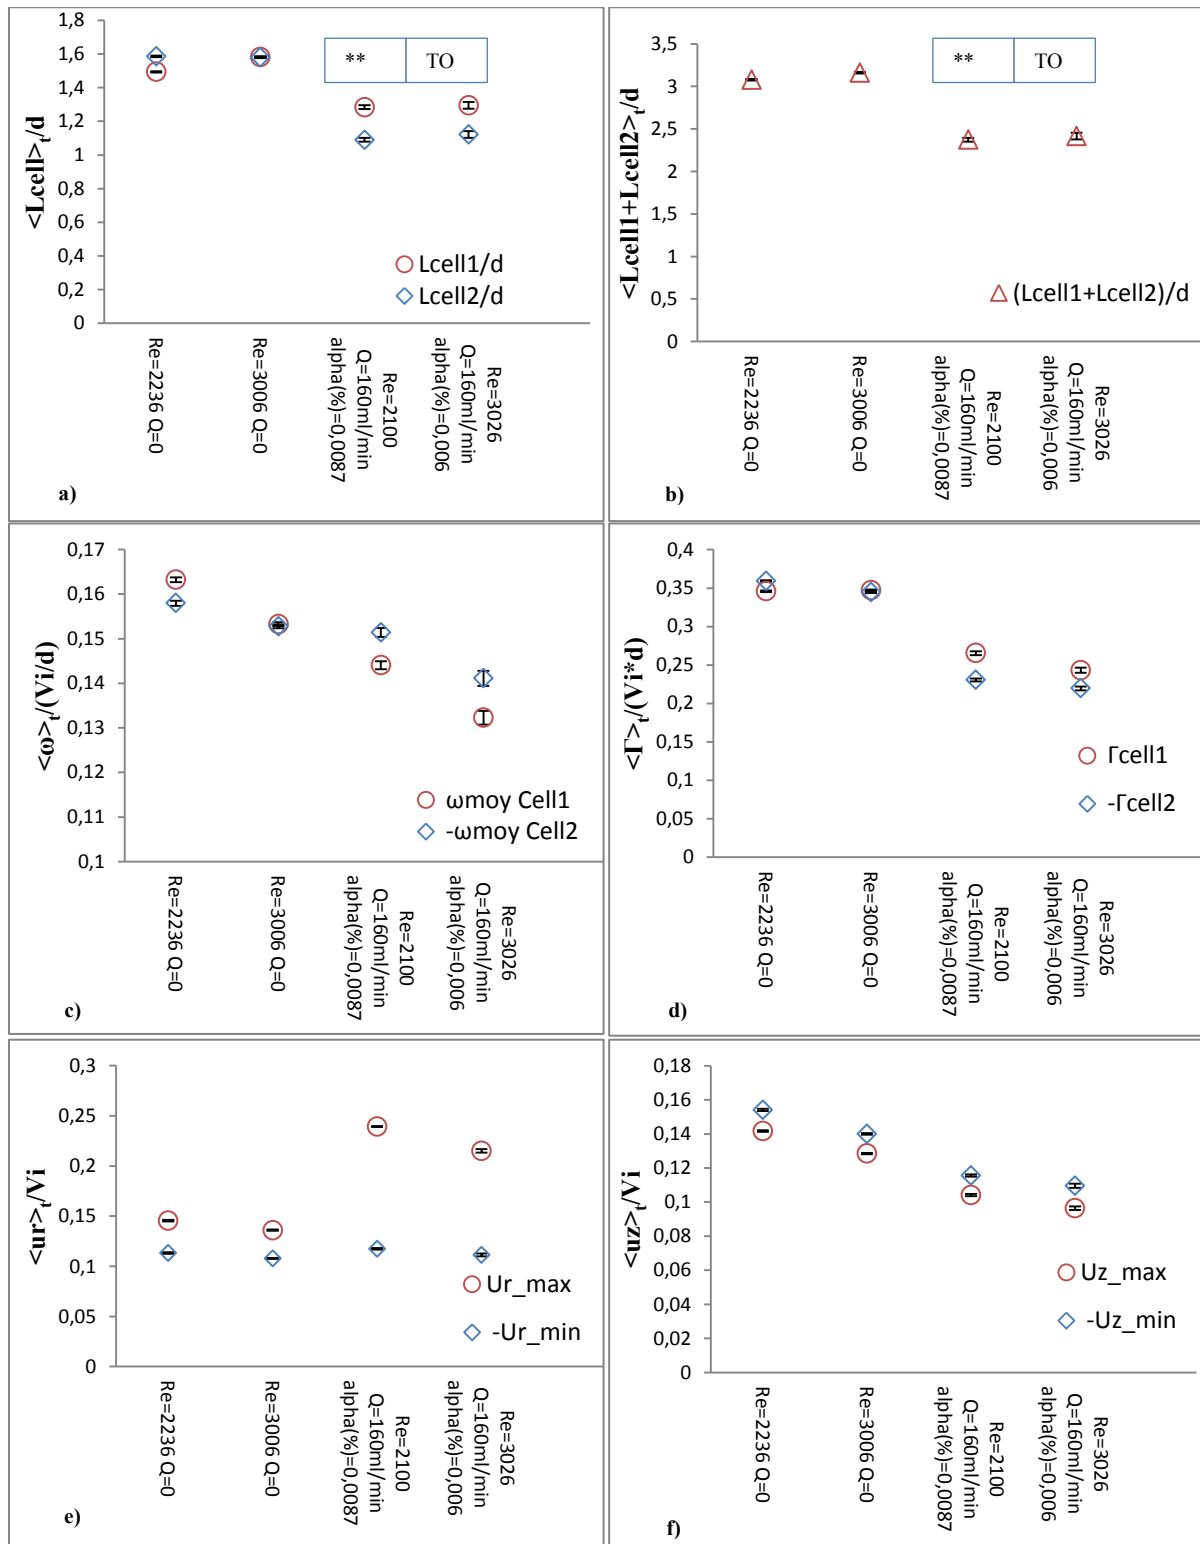 1,8
1,6
1,4
1,2
1
0,8
0,6
0,4
0,2
0
<Lcell>ₜ/d
** TO
Lcell1/d
Lcell2/d
Re=2236 Q=0
Re=3006 Q=0
Re=2100
Q=160ml/min
alpha(%)=0,0087
Re=3026
Q=160ml/min
alpha(%)=0,006
a)
3,5
3
2,5
2
1,5
1
0,5
0
<Lcell1+Lcell2>ₜ/d
** TO
(Lcell1+Lcell2)/d
Re=2236 Q=0
Re=3006 Q=0
Re=2100
Q=160ml/min
alpha(%)=0,0087
Re=3026
Q=160ml/min
alpha(%)=0,006
b)
0,17
0,16
0,15
0,14
0,13
0,12
0,11
0,1
<ω>ₜ/(Vi/d)
ωmoy Cell1
-ωmoy Cell2
Re=2236 Q=0
Re=3006 Q=0
Re=2100
Q=160ml/min
alpha(%)=0,0087
Re=3026
Q=160ml/min
alpha(%)=0,006
c)
0,4
0,35
0,3
0,25
0,2
0,15
0,1
0,05
0
<Γ>ₜ/(Vi*d)
Γcell1
-Γcell2
Re=2236 Q=0
Re=3006 Q=0
Re=2100
Q=160ml/min
alpha(%)=0,0087
Re=3026
Q=160ml/min
alpha(%)=0,006
d)
0,3
0,25
0,2
0,15
0,1
0,05
0
<ur>ₜ/Vi
Ur_max
-Ur_min
Re=2236 Q=0
Re=3006 Q=0
Re=2100
Q=160ml/min
alpha(%)=0,0087
Re=3026
Q=160ml/min
alpha(%)=0,006
e)
0,18
0,16
0,14
0,12
0,1
0,08
0,06
0,04
0,02
0
<uz>ₜ/Vi
Uz_max
-Uz_min
Re=2236 Q=0
Re=3006 Q=0
Re=2100
Q=160ml/min
alpha(%)=0,0087
Re=3026
Q=160ml/min
alpha(%)=0,006
f)